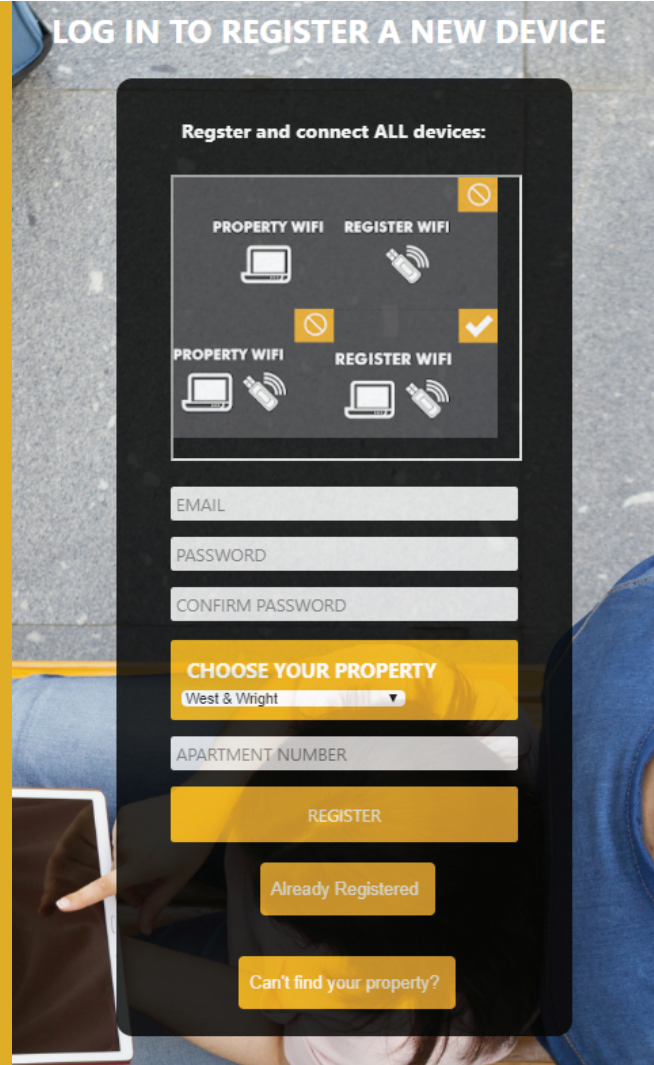 LOG IN TO REGISTER A NEW DEVICE
Regster and connect ALL devices:
PROPERTY WIFI REGISTER WIFI
PROPERTY WIFI REGISTER WIFI
EMAIL
PASSWORD
CONFIRM PASSWORD
CHOOSE YOUR PROPERTY
West & Wright
APARTMENT NUMBER
REGISTER
Already Registered
Can't find your property?